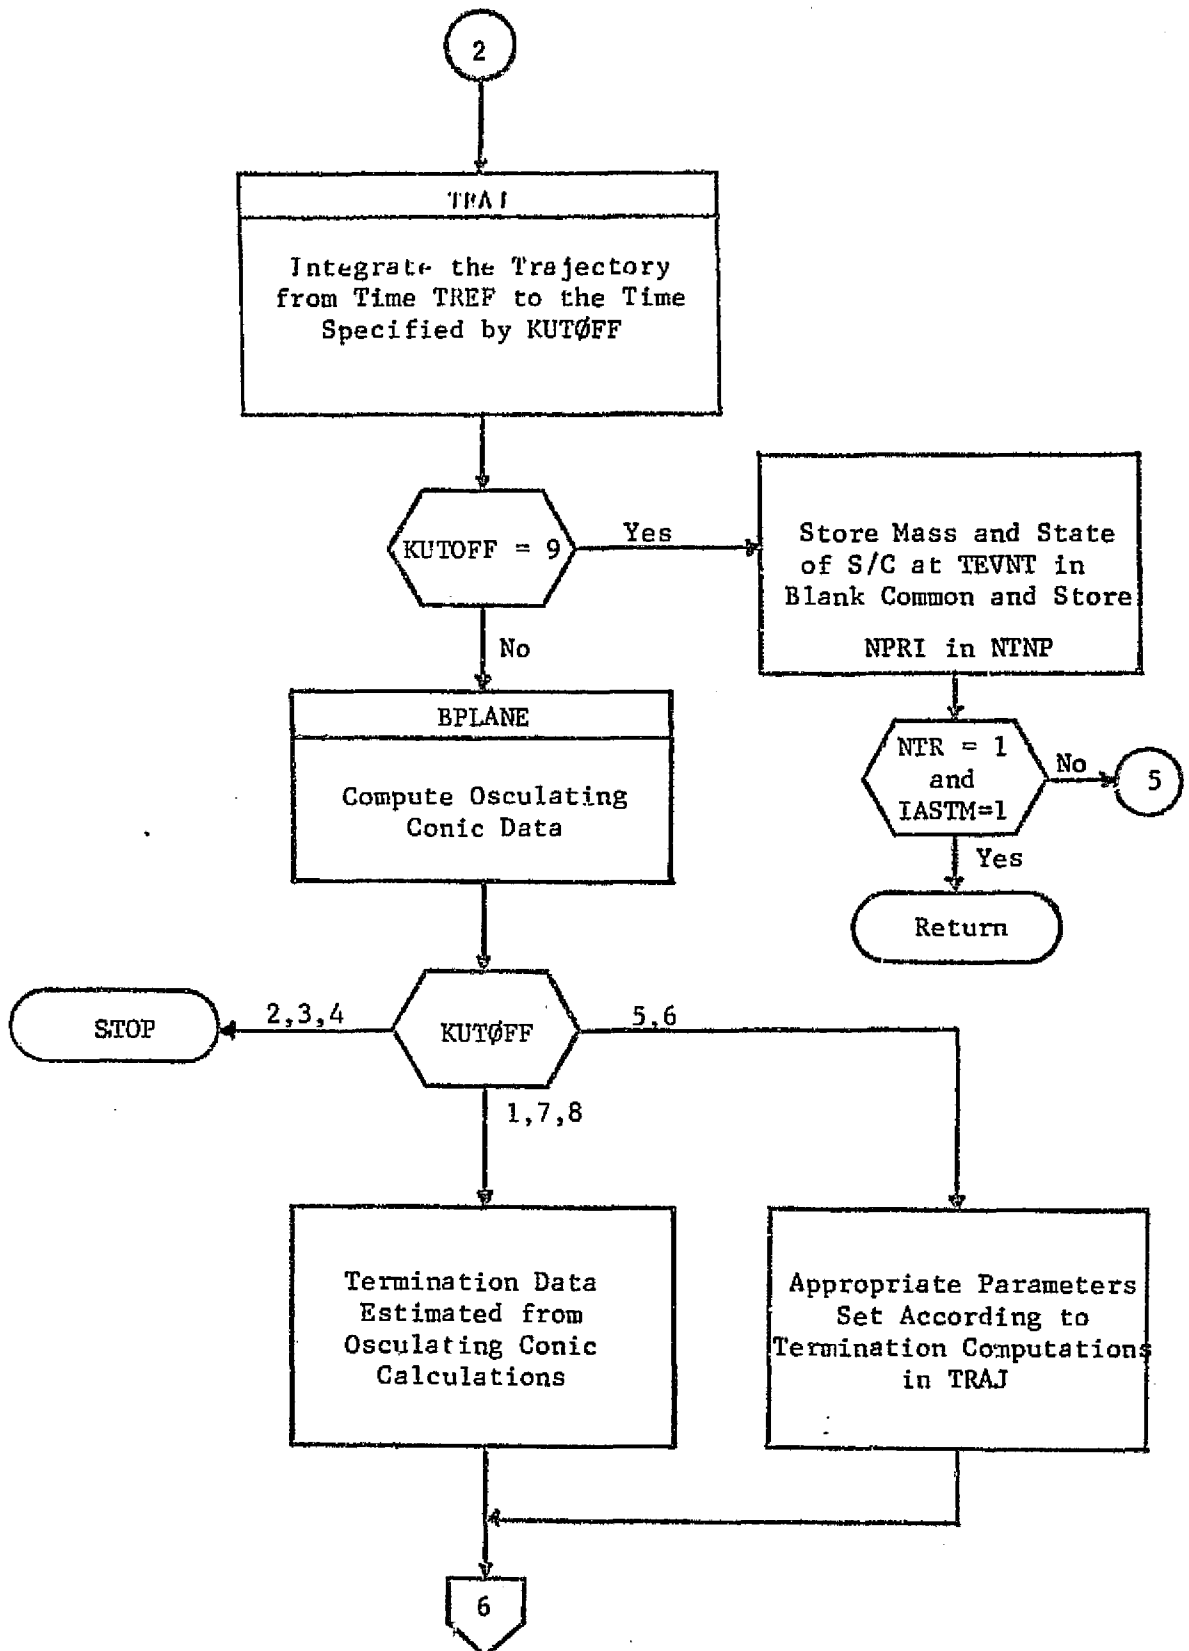 2
TRAJ
Integrate the Trajectory
from Time TREF to the Time
Specified by KUTØFF
KUTOFF = 9
Yes
Store Mass and State
of S/C at TEVNT in
Blank Common and Store
NPRI in NTNP
No
BPLANE
Compute Osculating
Conic Data
NTR = 1
and
IASTM=1
No
5
Yes
Return
STOP
2,3,4
KUTØFF
5,6
1,7,8
Termination Data
Estimated from
Osculating Conic
Calculations
Appropriate Parameters
Set According to
Termination Computations
in TRAJ
6